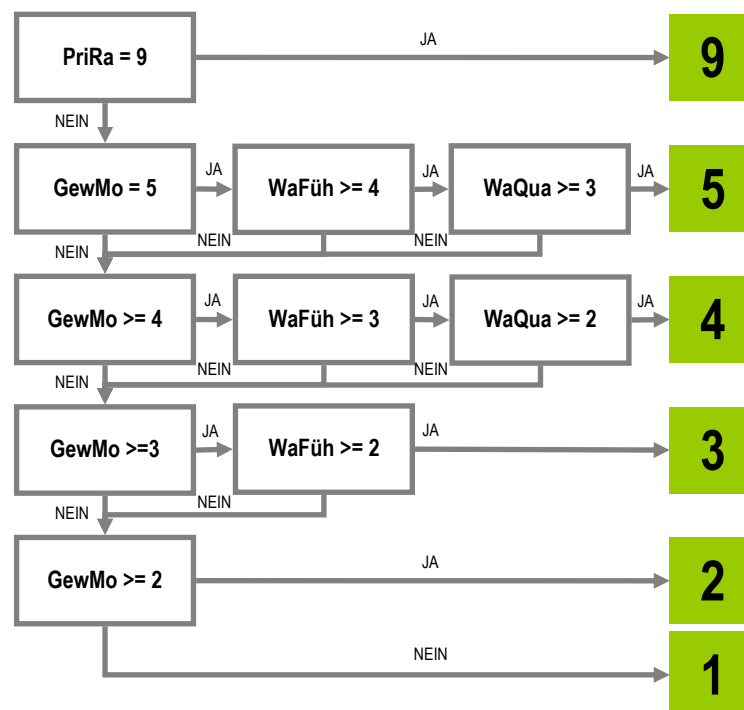 JA
PriRa = 9
9
NEIN
GewMo = 5
JA
WaFüh >= 4
JA
WaQua >= 3
JA
5
NEIN
NEIN
NEIN
GewMo >= 4
JA
WaFüh >= 3
JA
WaQua >= 2
JA
4
NEIN
NEIN
NEIN
GewMo >=3
JA
WaFüh >= 2
JA
3
NEIN
NEIN
GewMo >= 2
JA
2
NEIN
1